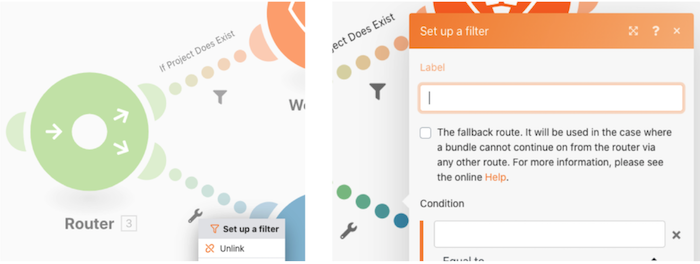 If Project Does Exist
We
Router 3
Set up a filter
Unlink
ject Does Exist
Set up a filter
Label
The fallback route. It will be used in the case where
a bundle cannot continue on from the router via
any other route. For more information, please see
the online Help.
Condition
Equal to